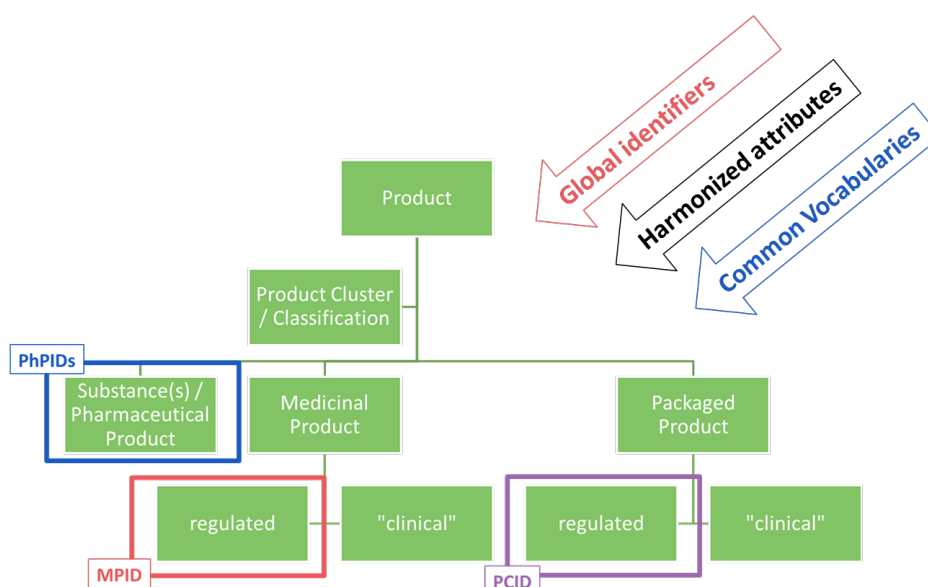 Global identifiers
Harmonized attributes
Common Vocabularies
Product
Product Cluster
/ Classification
PhPIDs
Substance(s) /
Pharmaceutical
Product
Medicinal
Product
Packaged
Product
regulated
"clinical"
regulated
"clinical"
MPID
PCID